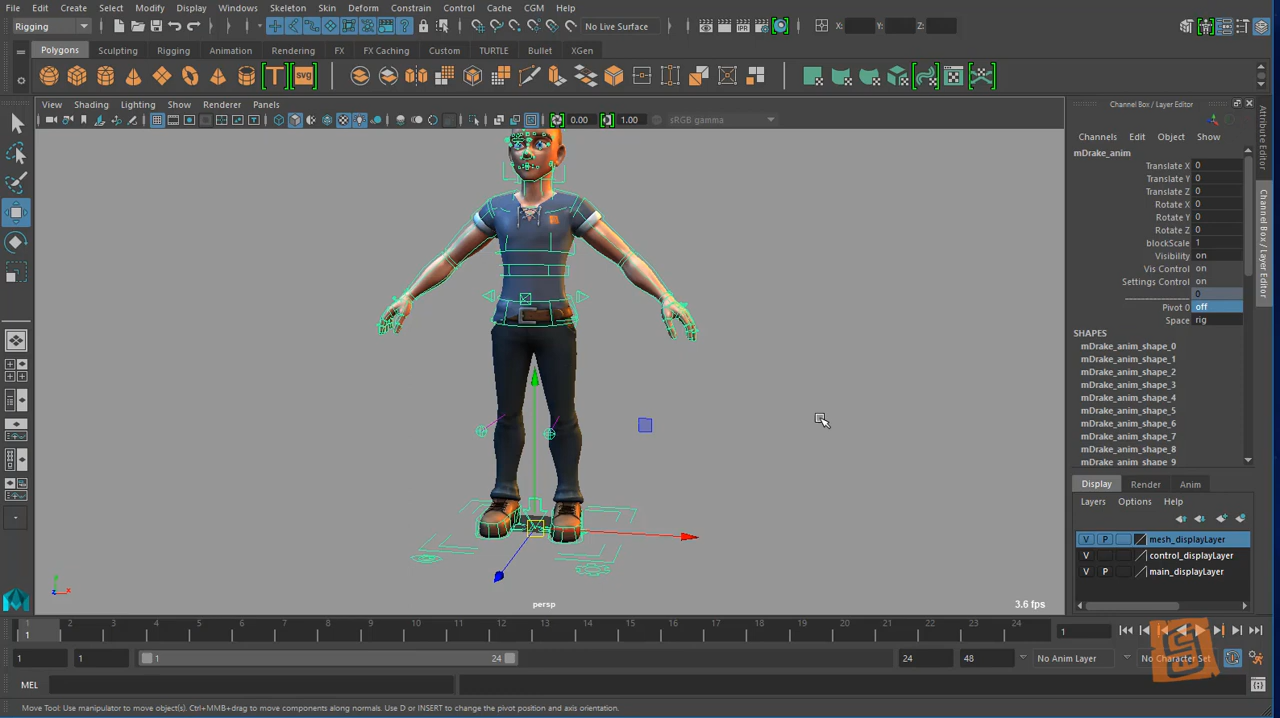 File Edit Create Select Modify Display Windows Skeleton Skin Deform Constrain Control Cache CGM Help
Rigging No Live Surface X: Y: Z:
Polygons Sculpting Rigging Animation Rendering FX FX Caching Custom TURTLE Bullet XGen
T svg
View Shading Lighting Show Renderer Panels
0.00 1.00 sRGB gamma
persp
3.6 fps
Channel Box / Layer Editor
Channels Edit Object Show
mDrake_anim
Translate X 0
Translate Y 0
Translate Z 0
Rotate X 0
Rotate Y 0
Rotate Z 0
blockScale 1
Visibility on
Vis Control on
Settings Control on
0
Pivot 0 off
Space rig
SHAPES
mDrake_anim_shape_0
mDrake_anim_shape_1
mDrake_anim_shape_2
mDrake_anim_shape_3
mDrake_anim_shape_4
mDrake_anim_shape_5
mDrake_anim_shape_6
mDrake_anim_shape_7
mDrake_anim_shape_8
mDrake_anim_shape_9
Attribute Editor
Channel Box / Layer Editor
Display Render Anim
Layers Options Help
V P mesh_displayLayer
V control_displayLayer
V P main_displayLayer
1 2 3 4 5 6 7 8 9 10 11 12 13 14 15 16 17 18 19 20 21 22 23 24
1 1
1 1 1 24 24 48 No Anim Layer No Character Set
MEL
Move Tool: Use manipulator to move object(s). Ctrl+MMB+drag to move components along normals. Use D or INSERT to change the pivot position and axis orientation.